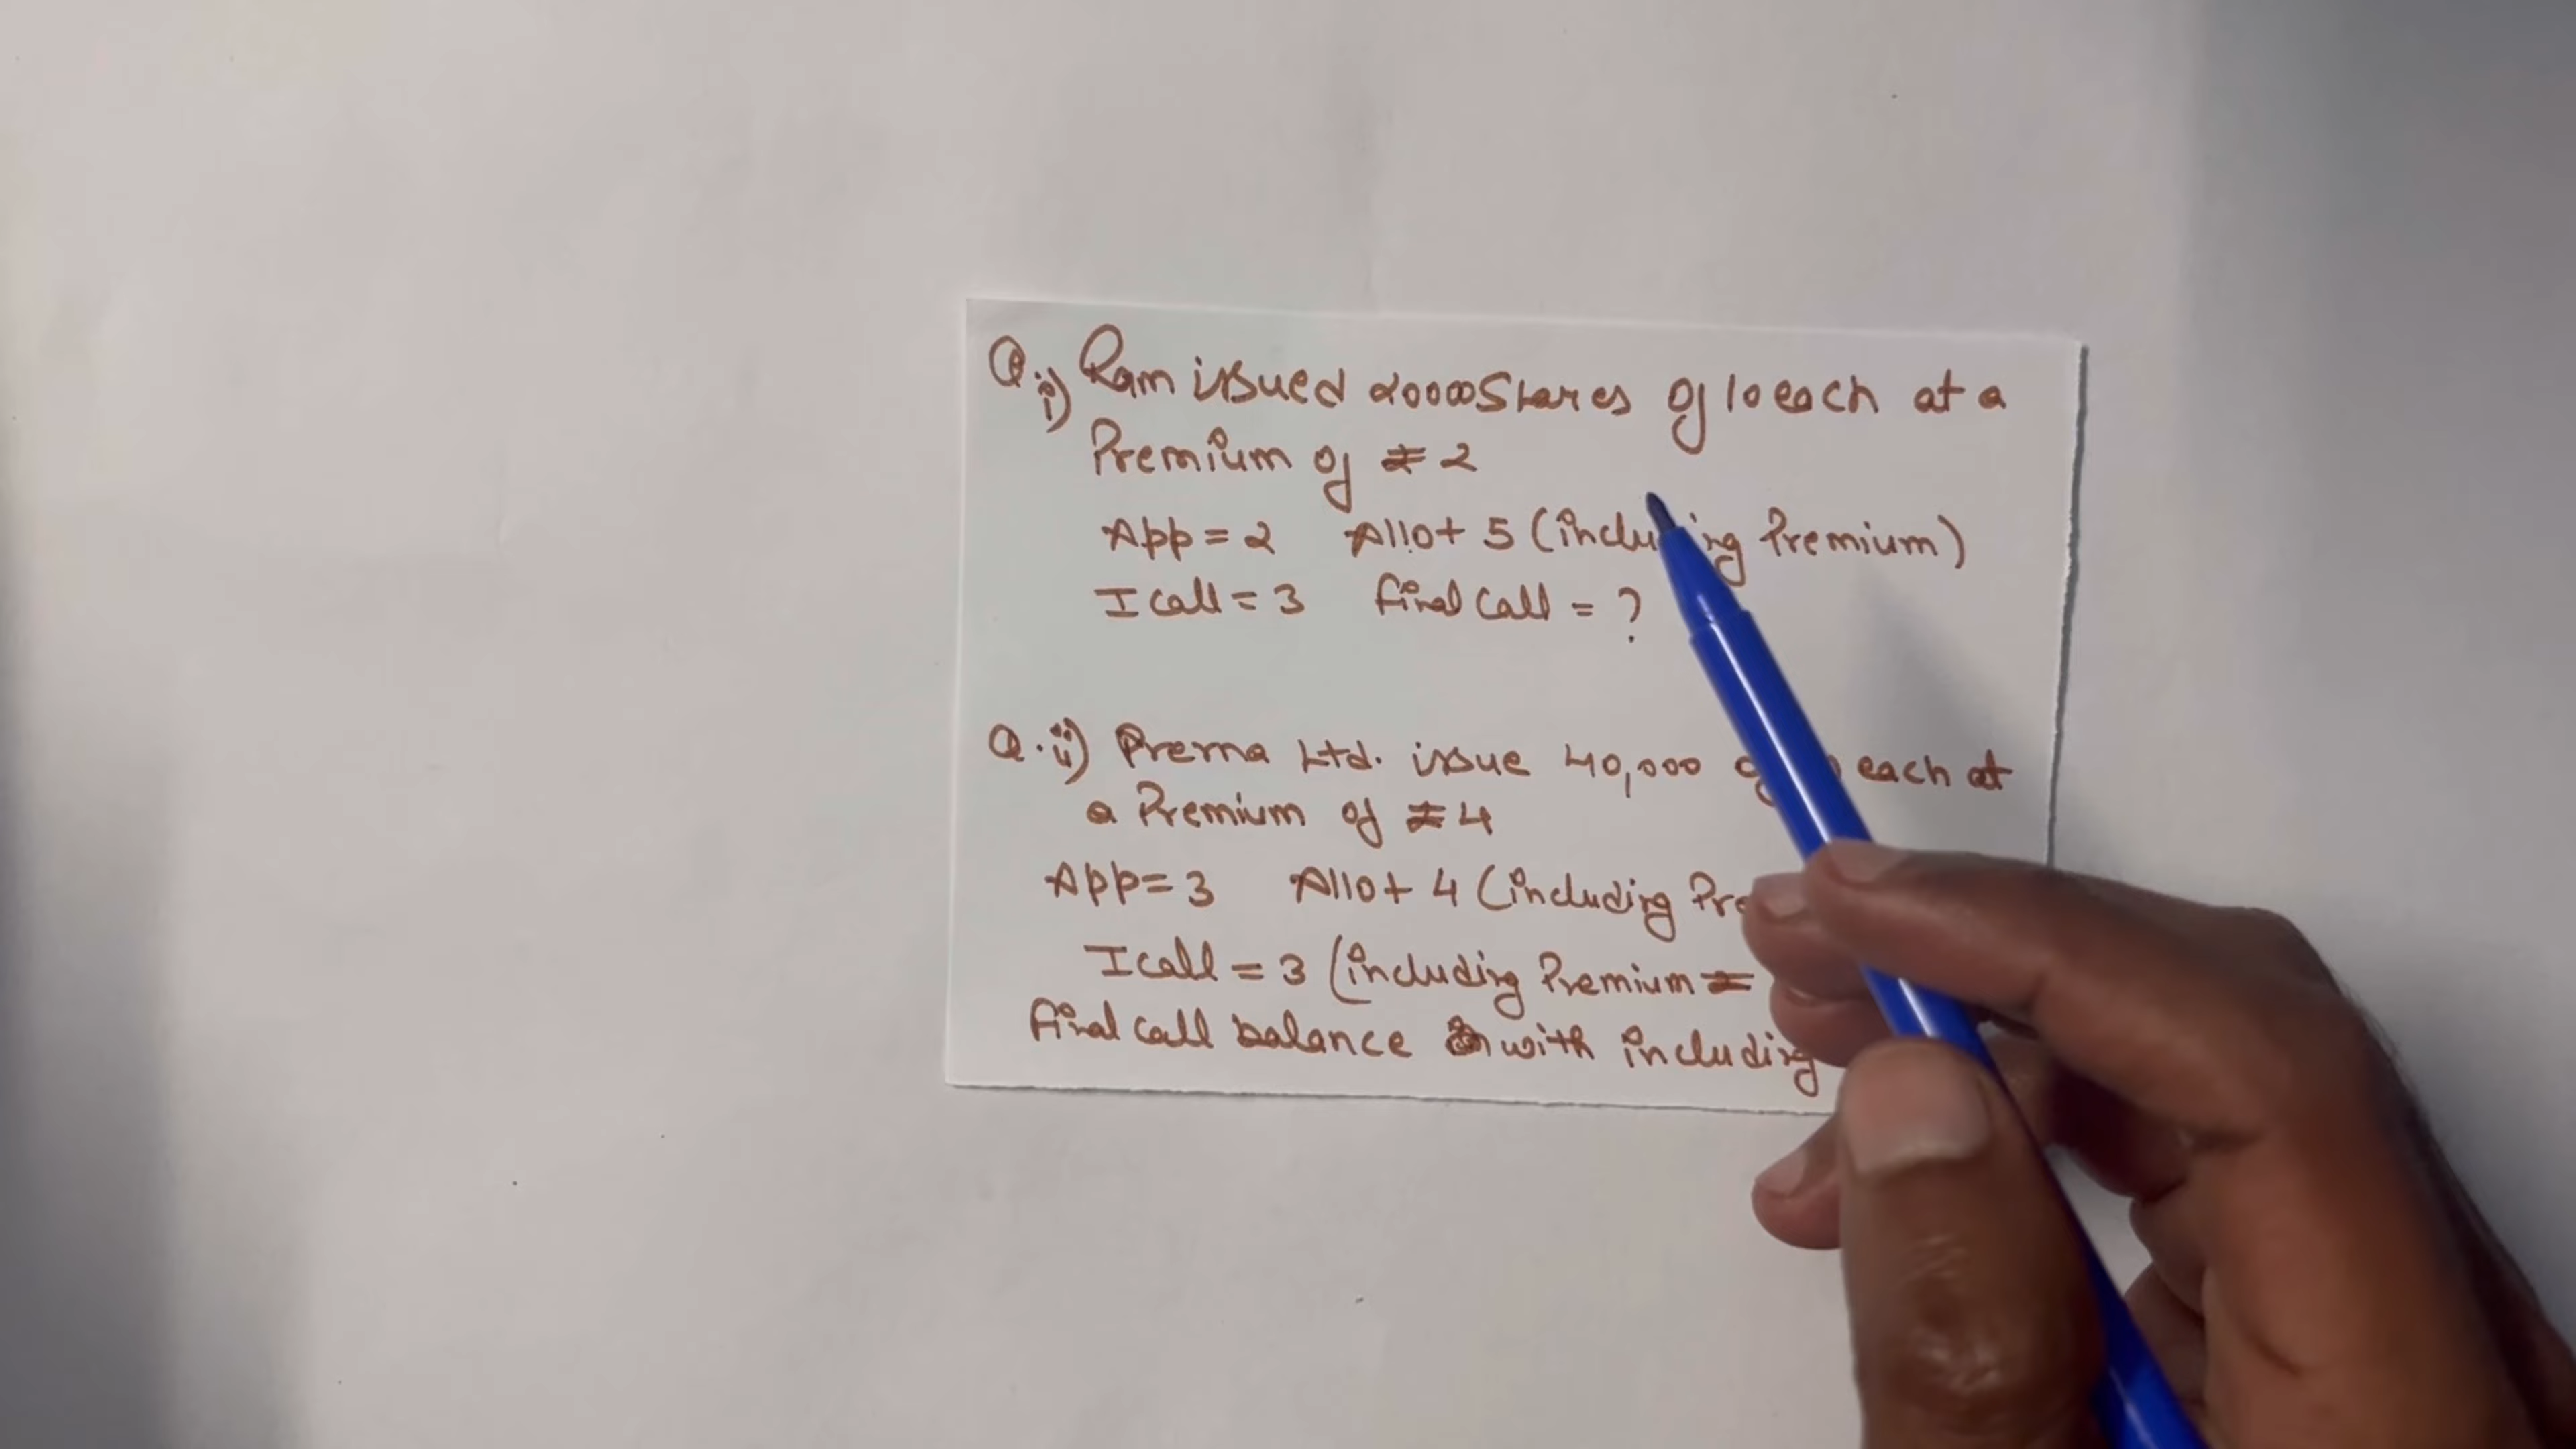 Q.i) Ram issued 20000 Shares of 10 each at a
Premium of ₹ 2
App = 2 Allot 5 (including Premium)
I call = 3 final call = ?
Q.ii) Prerna Ltd. issue 40,000 each at
a Premium of ₹ 4
App = 3 Allot 4 (including
I call = 3 (including Premium =
final call balance with including